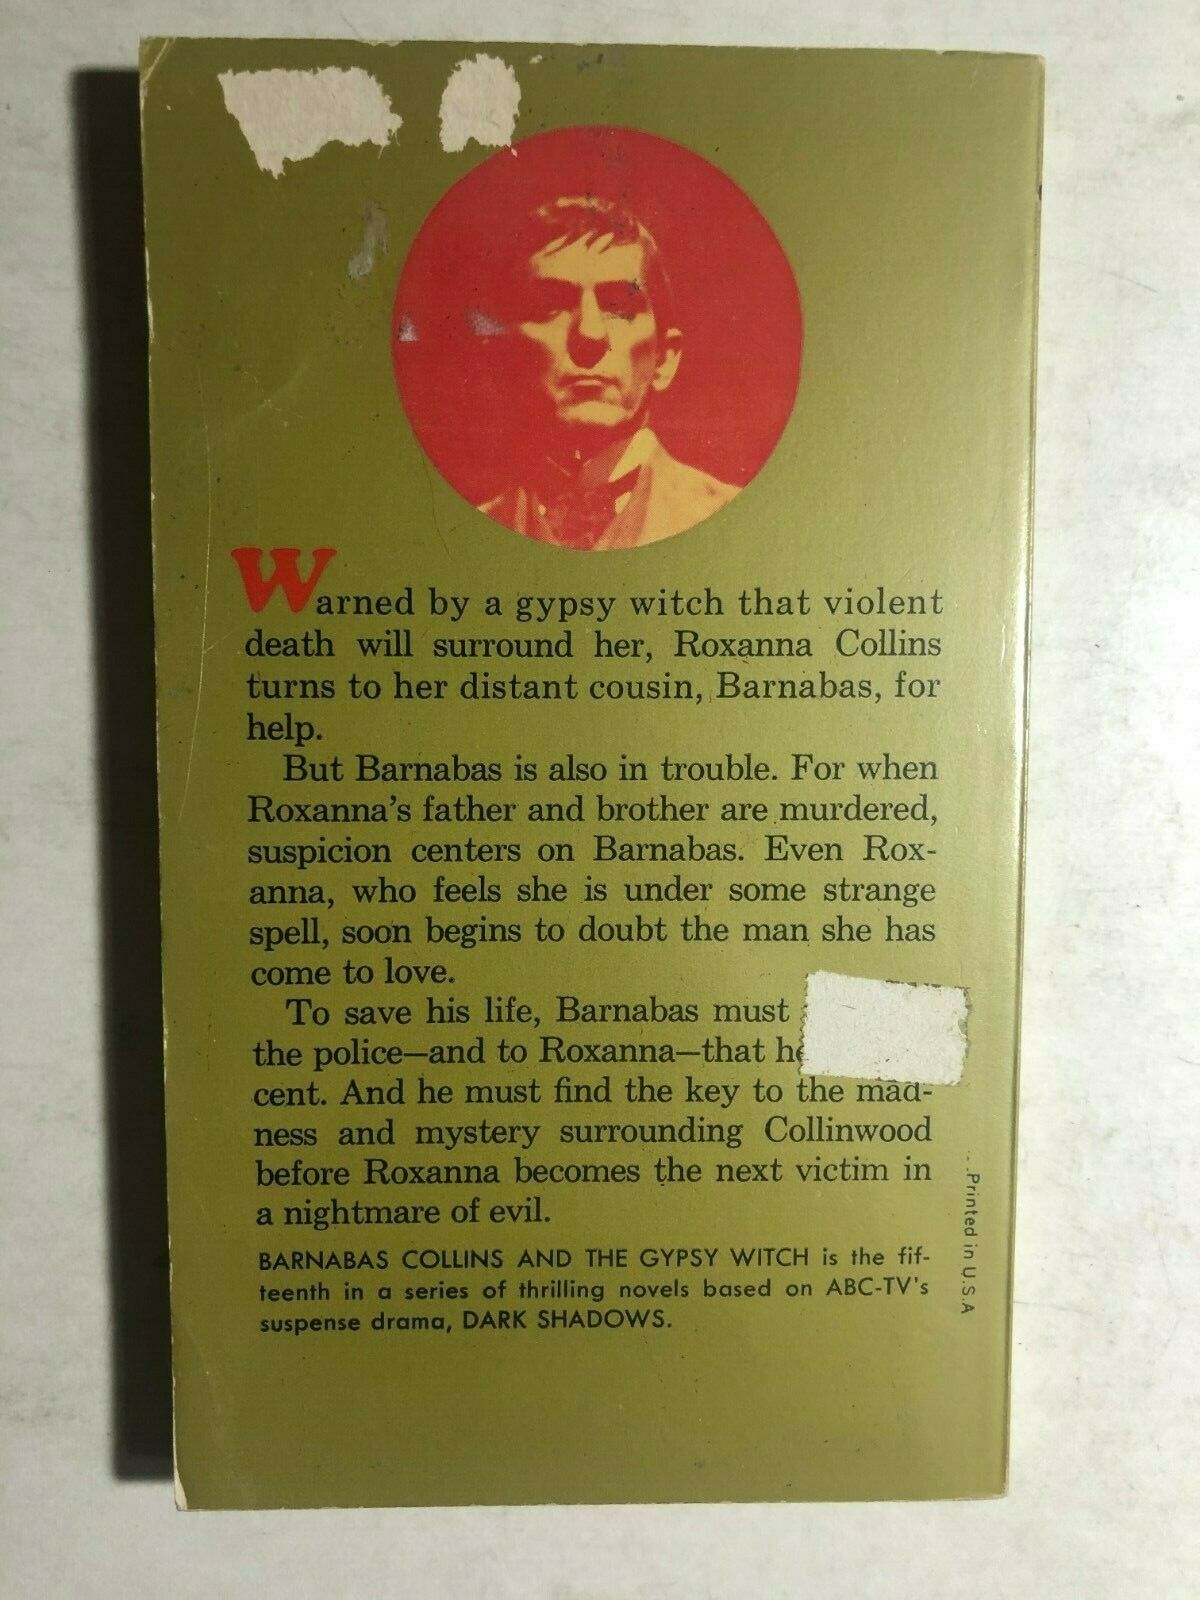 Warned by a gypsy witch that violent
death will surround her, Roxanna Collins
turns to her distant cousin, Barnabas, for
help.
But Barnabas is also in trouble. For when
Roxanna's father and brother are murdered,
suspicion centers on Barnabas. Even Rox-
anna, who feels she is under some strange
spell, soon begins to doubt the man she has
come to love.
To save his life, Barnabas must
the police—and to Roxanna—that
cent. And he must find the key to the mad-
ness and mystery surrounding Collinwood
before Roxanna becomes the next victim in
a nightmare of evil.
BARNABAS COLLINS AND THE GYPSY WITCH is the fif-
teenth in a series of thrilling novels based on ABC-TV's
suspense drama, DARK SHADOWS.
...Printed in U.S.A